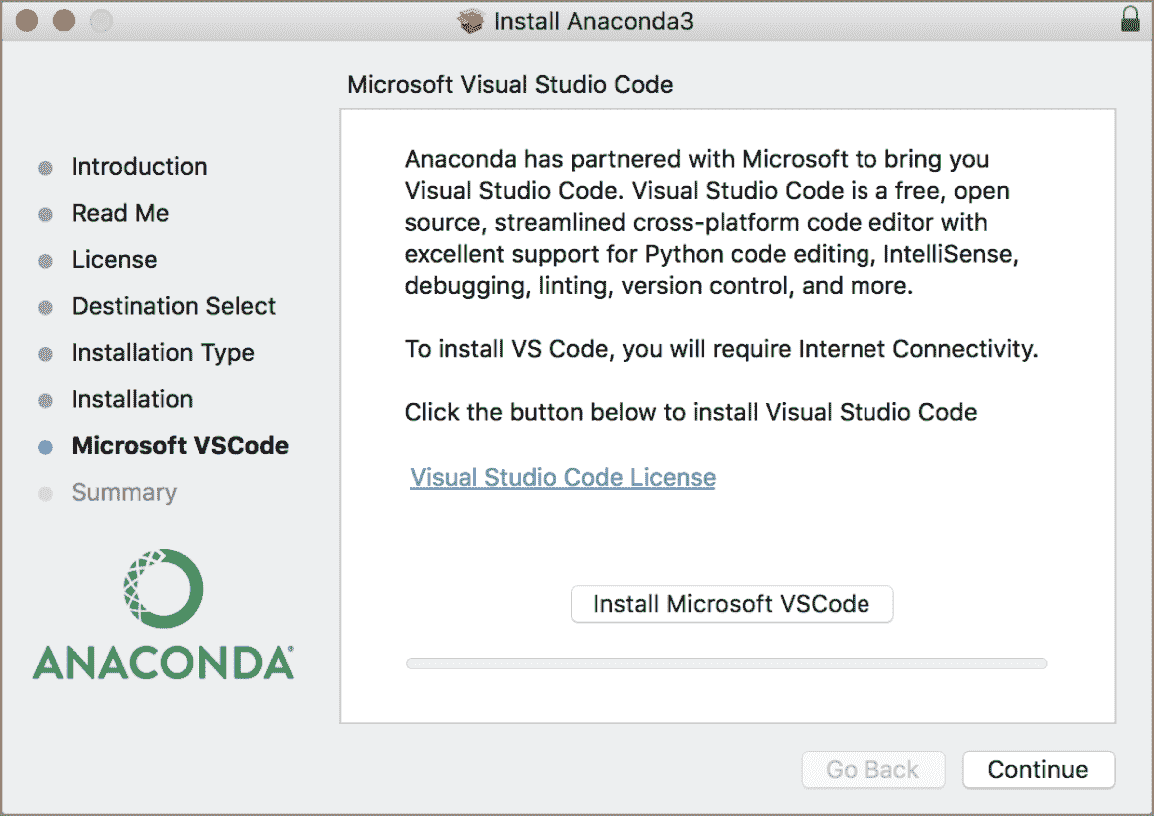 Install Anaconda3
Microsoft Visual Studio Code
Introduction
Read Me
License
Destination Select
Installation Type
Installation
Microsoft VSCode
Summary
ANACONDA®
Anaconda has partnered with Microsoft to bring you
Visual Studio Code. Visual Studio Code is a free, open
source, streamlined cross-platform code editor with
excellent support for Python code editing, IntelliSense,
debugging, linting, version control, and more.
To install VS Code, you will require Internet Connectivity.
Click the button below to install Visual Studio Code
Visual Studio Code License
Install Microsoft VSCode
Go Back
Continue